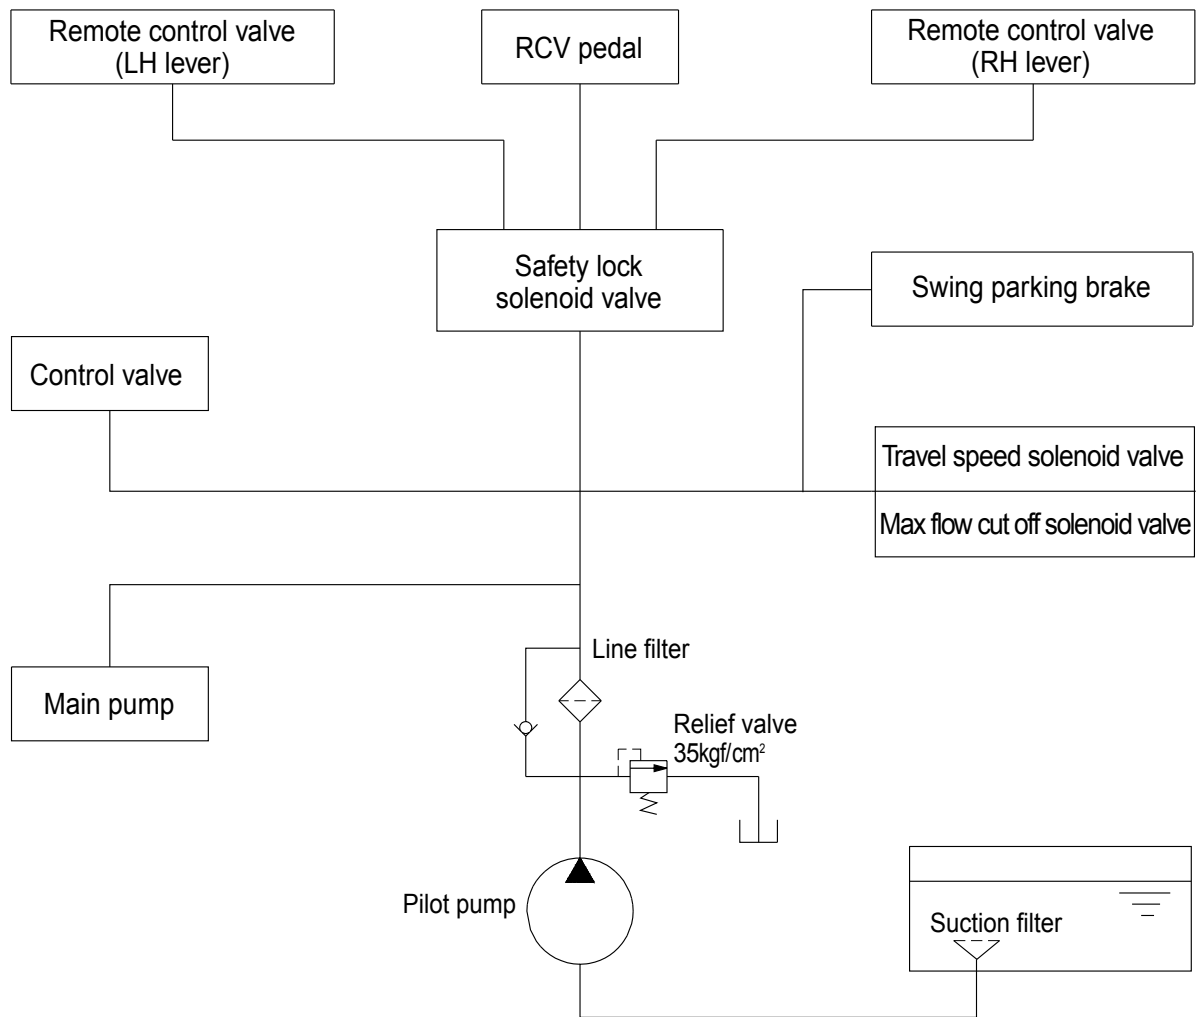 Remote control valve
(LH lever)
RCV pedal
Remote control valve
(RH lever)
Safety lock
solenoid valve
Swing parking brake
Control valve
Travel speed solenoid valve
Max flow cut off solenoid valve
Line filter
Main pump
Relief valve
35kgf/cm²
Pilot pump
Suction filter